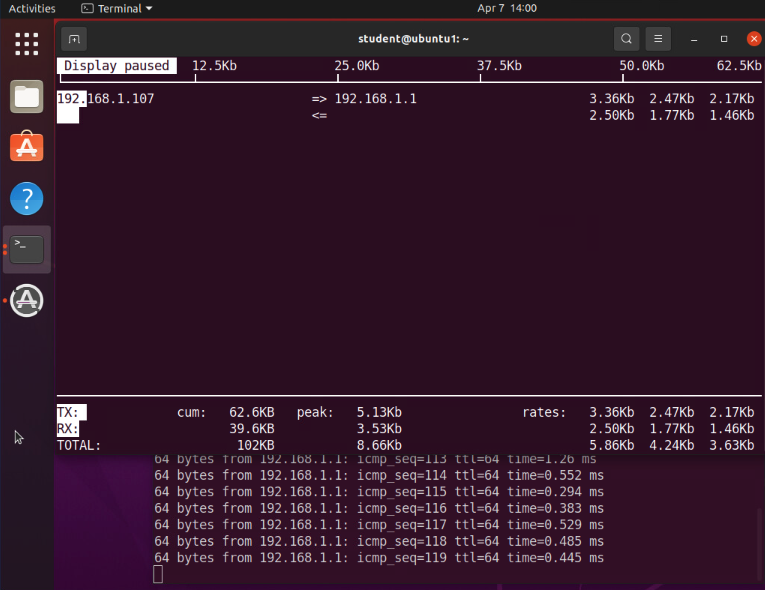 Activities Terminal Apr 7 14:00
student@ubuntu1: ~
Display paused 12.5Kb 25.0Kb 37.5Kb 50.0Kb 62.5Kb
192.168.1.107 => 192.168.1.1 3.36Kb 2.47Kb 2.17Kb
<= 2.50Kb 1.77Kb 1.46Kb
TX: cum: 62.6KB peak: 5.13Kb rates: 3.36Kb 2.47Kb 2.17Kb
RX: 39.6KB 3.53Kb 2.50Kb 1.77Kb 1.46Kb
TOTAL: 102KB 8.66Kb 5.86Kb 4.24Kb 3.63Kb
64 bytes from 192.168.1.1: icmp_seq=113 ttl=64 time=1.26 ms
64 bytes from 192.168.1.1: icmp_seq=114 ttl=64 time=0.552 ms
64 bytes from 192.168.1.1: icmp_seq=115 ttl=64 time=0.294 ms
64 bytes from 192.168.1.1: icmp_seq=116 ttl=64 time=0.383 ms
64 bytes from 192.168.1.1: icmp_seq=117 ttl=64 time=0.529 ms
64 bytes from 192.168.1.1: icmp_seq=118 ttl=64 time=0.485 ms
64 bytes from 192.168.1.1: icmp_seq=119 ttl=64 time=0.445 ms